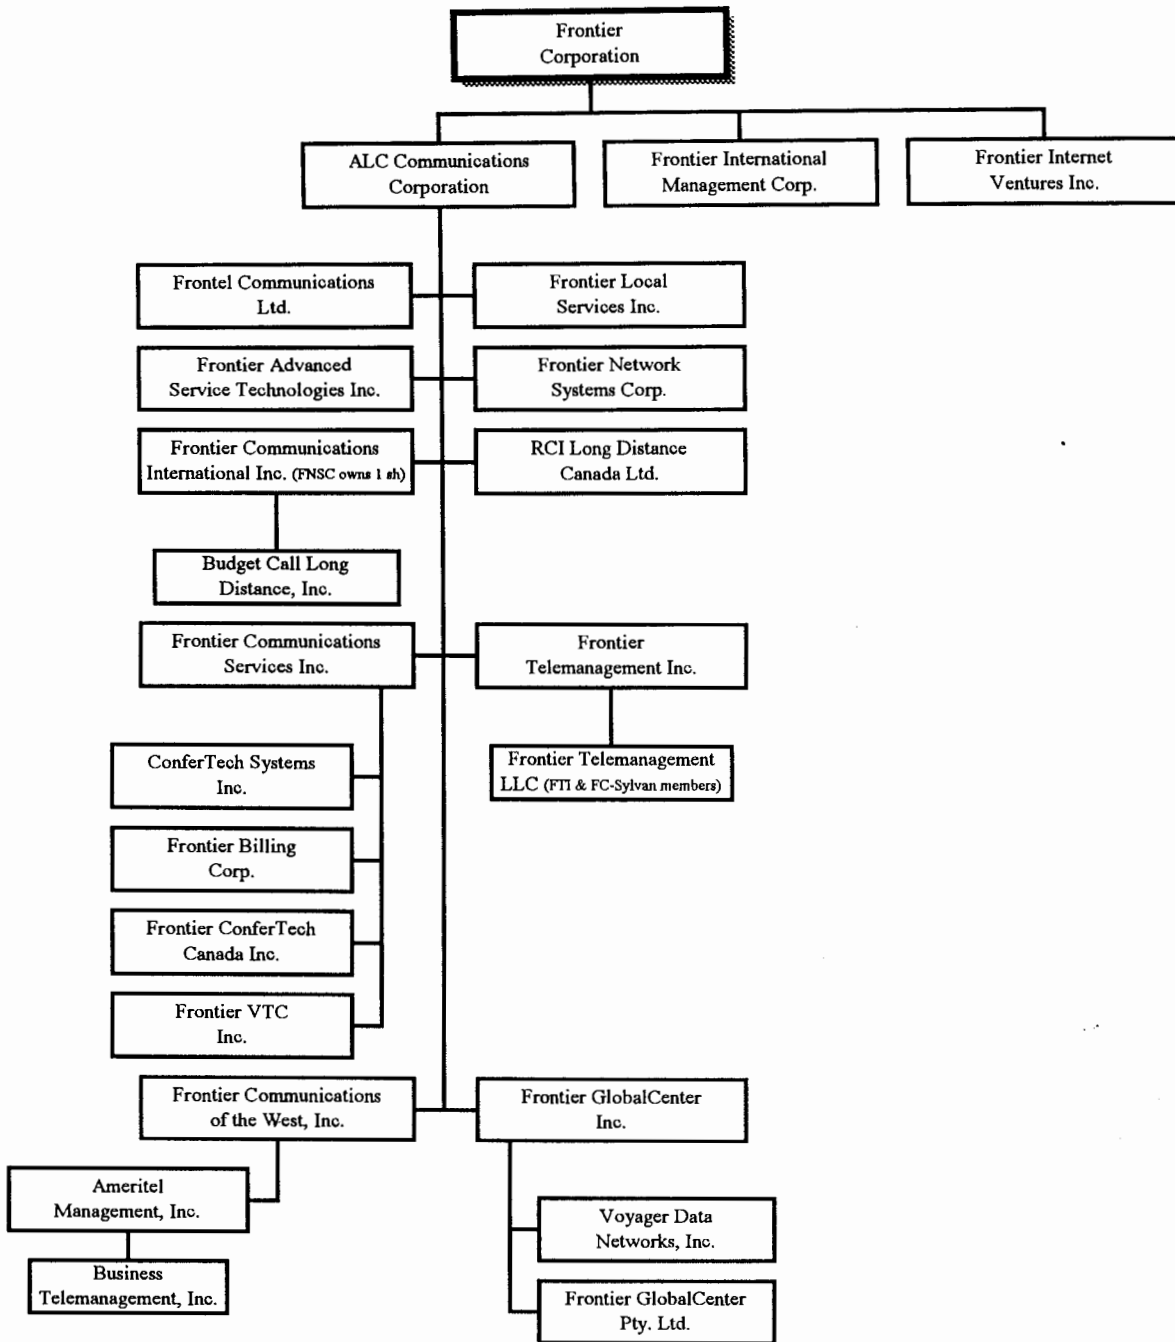 Frontier
Corporation
ALC Communications
Corporation
Frontier International
Management Corp.
Frontier Internet
Ventures Inc.
Frontel Communications
Ltd.
Frontier Local
Services Inc.
Frontier Advanced
Service Technologies Inc.
Frontier Network
Systems Corp.
Frontier Communications
International Inc. (FNSC owns 1 sh)
RCI Long Distance
Canada Ltd.
Budget Call Long
Distance, Inc.
Frontier Communications
Services Inc.
Frontier
Telemanagement Inc.
Frontier Telemanagement
LLC (FTI & FC-Sylvan members)
ConferTech Systems
Inc.
Frontier Billing
Corp.
Frontier ConferTech
Canada Inc.
Frontier VTC
Inc.
Frontier Communications
of the West, Inc.
Frontier GlobalCenter
Inc.
Ameritel
Management, Inc.
Business
Telemanagement, Inc.
Voyager Data
Networks, Inc.
Frontier GlobalCenter
Pty. Ltd.